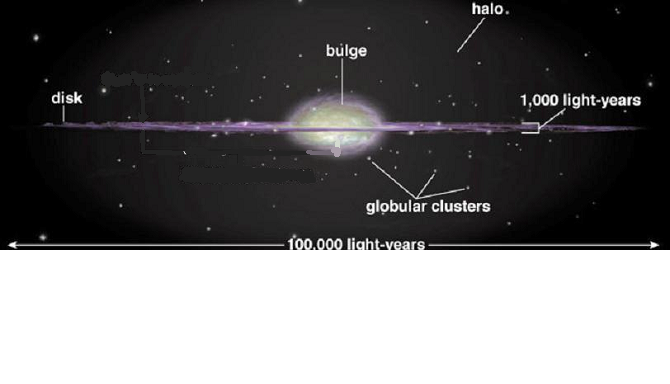 halo
bulge
disk
1,000 light-years
globular clusters
100,000 light-years